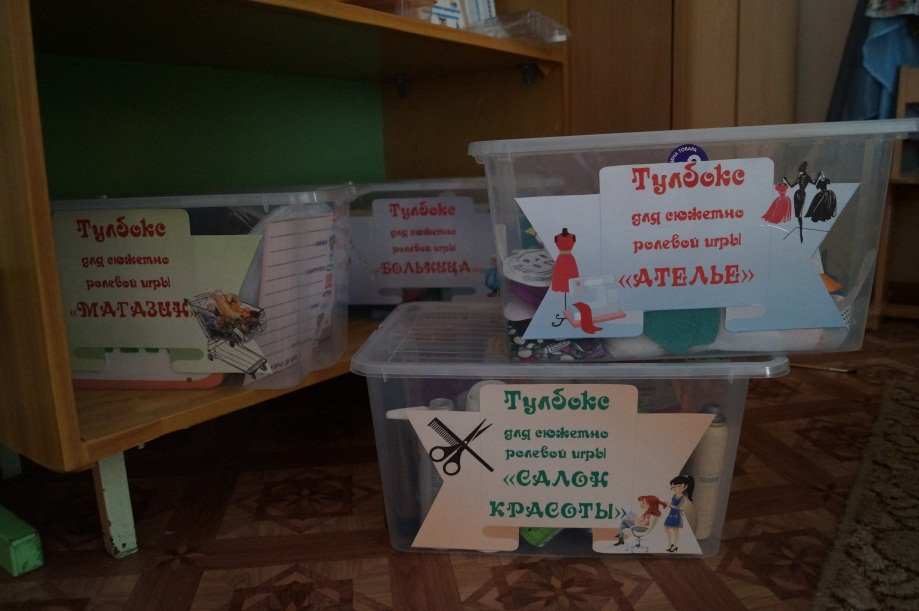 Тулбокс
для сюжетно
ролевой игры
«МАГАЗИН
Тулбокс
для сюжетно
ролевой игры
«БОЛЬНИЦА
Тулбокс
для сюжетно
ролевой игры
«АТЕЛЬЕ»
Тулбокс
для сюжетно
ролевой игры
«САЛОН
КРАСОТЫ»